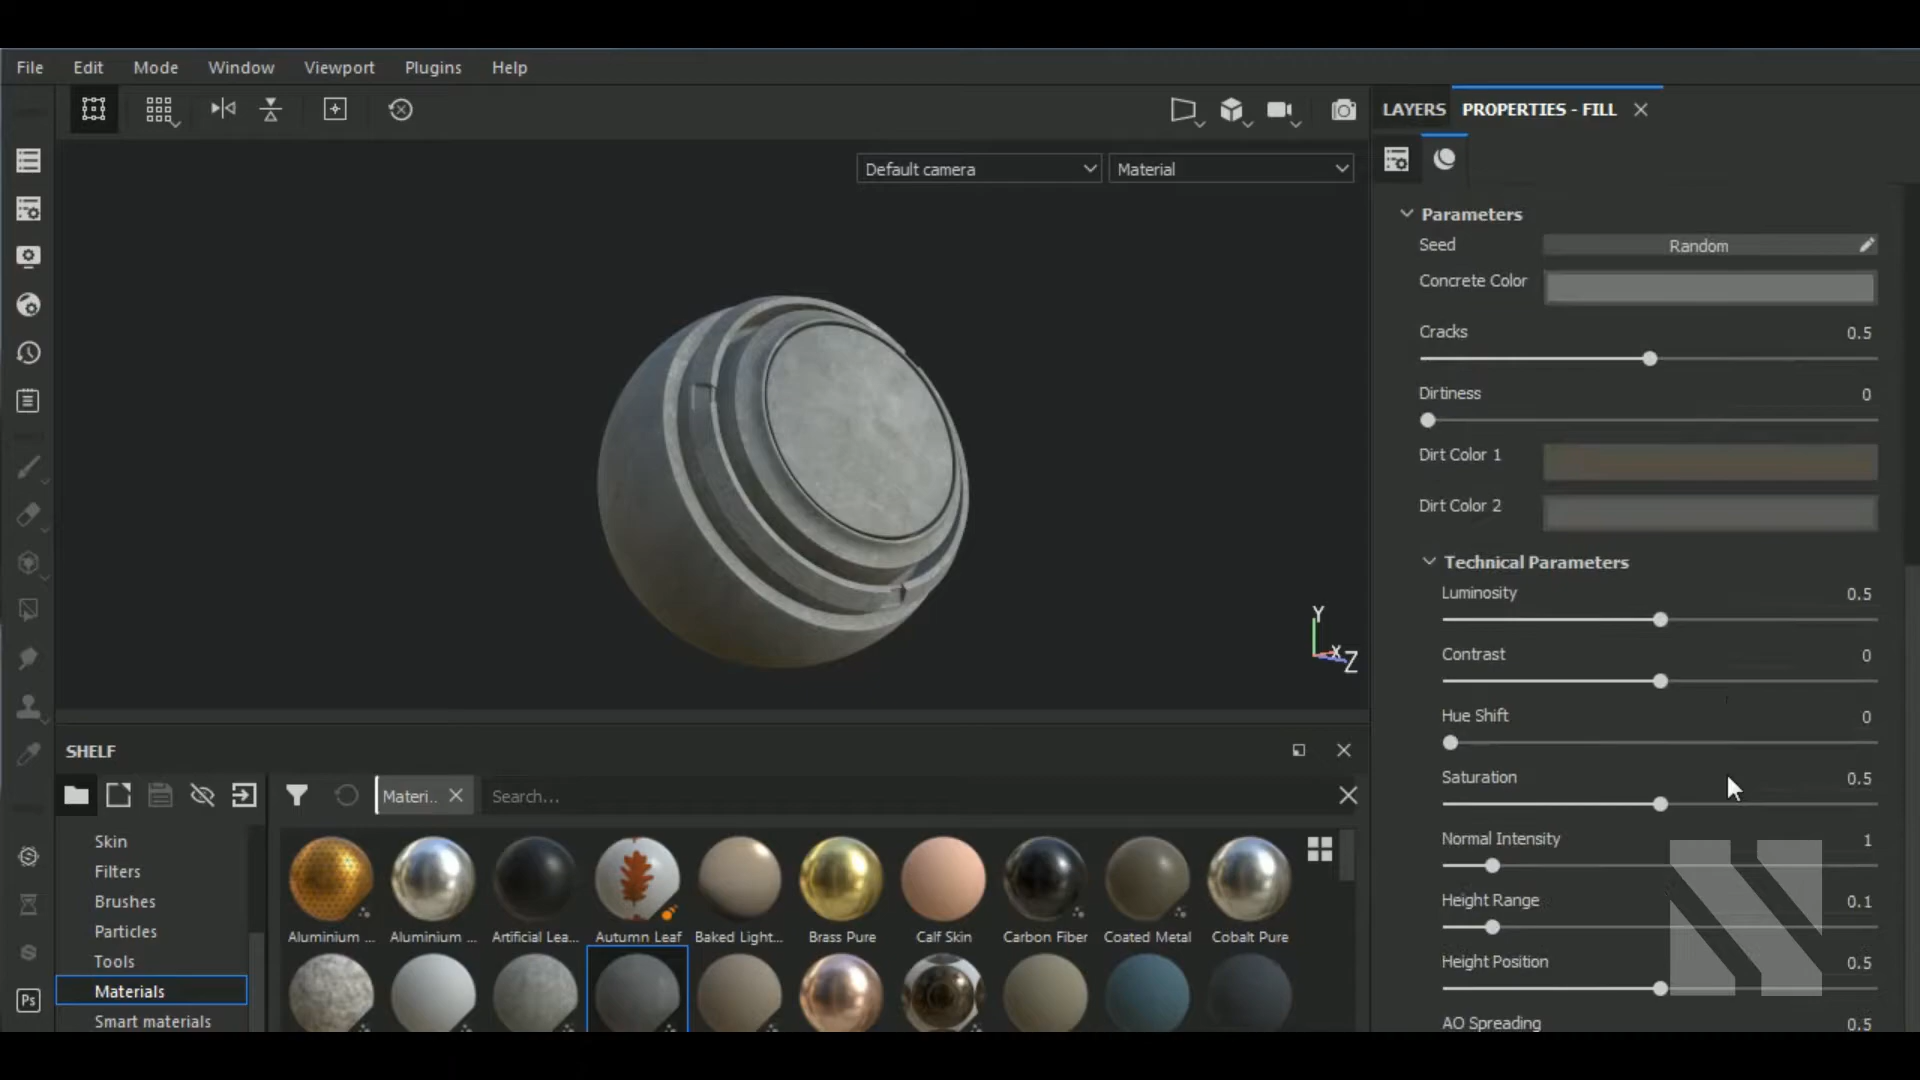 File Edit Mode Window Viewport Plugins Help
LAYERS PROPERTIES - FILL
Default camera Material
Parameters
Seed Random
Concrete Color
Cracks 0.5
Dirtiness 0
Dirt Color 1
Dirt Color 2
Technical Parameters
Luminosity 0.5
Contrast 0
Hue Shift 0
Saturation 0.5
Normal Intensity 1
Height Range 0.1
Height Position 0.5
AO Spreading 0.5
Y
X
Z
SHELF
Materi.. Search...
Skin
Filters
Brushes
Particles
Tools
Materials
Smart materials
Aluminium ... Aluminium ... Artificial Lea... Autumn Leaf Baked Light... Brass Pure Calf Skin Carbon Fiber Coated Metal Cobalt Pure
Ps